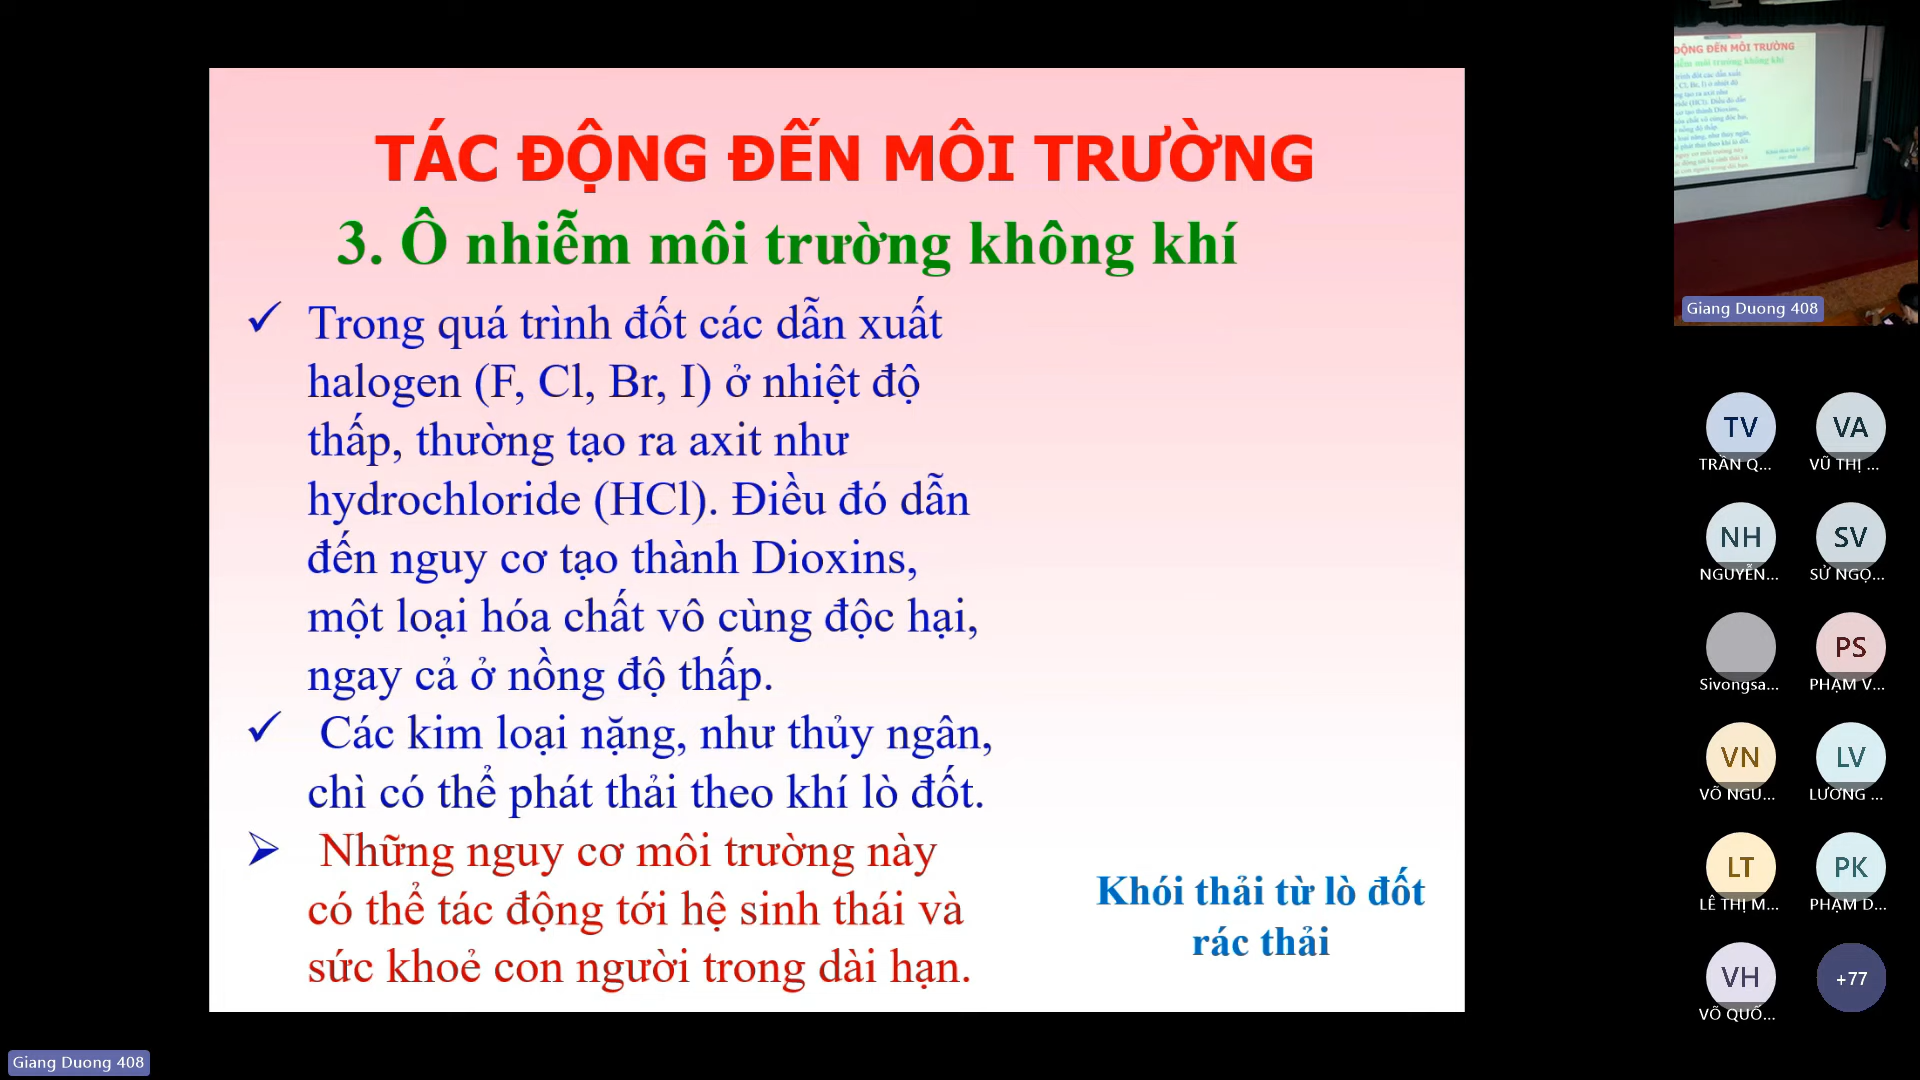 TÁC ĐỘNG ĐẾN MÔI TRƯỜNG
3. Ô nhiễm môi trường không khí
Trong quá trình đốt các dẫn xuất
halogen (F, Cl, Br, I) ở nhiệt độ
thấp, thường tạo ra axit như
hydrochloride (HCl). Điều đó dẫn
đến nguy cơ tạo thành Dioxins,
một loại hóa chất vô cùng độc hại,
ngay cả ở nồng độ thấp.
Các kim loại nặng, như thủy ngân,
chì có thể phát thải theo khí lò đốt.
Những nguy cơ môi trường này
có thể tác động tới hệ sinh thái và
sức khoẻ con người trong dài hạn.
Khói thải từ lò đốt
rác thải
Giang Duong 408
ĐỘNG ĐẾN MÔI TRƯỜNG
Giang Duong 408
TV
TRẦN Q...
VA
VŨ THỊ ...
NH
NGUYỄN...
SV
SỬ NGỌ...
Sivongsa...
PS
PHẠM V...
VN
VÕ NGU...
LV
LƯƠNG ...
LT
LÊ THỊ M...
PK
PHẠM D...
VH
VÕ QUỐ...
+77